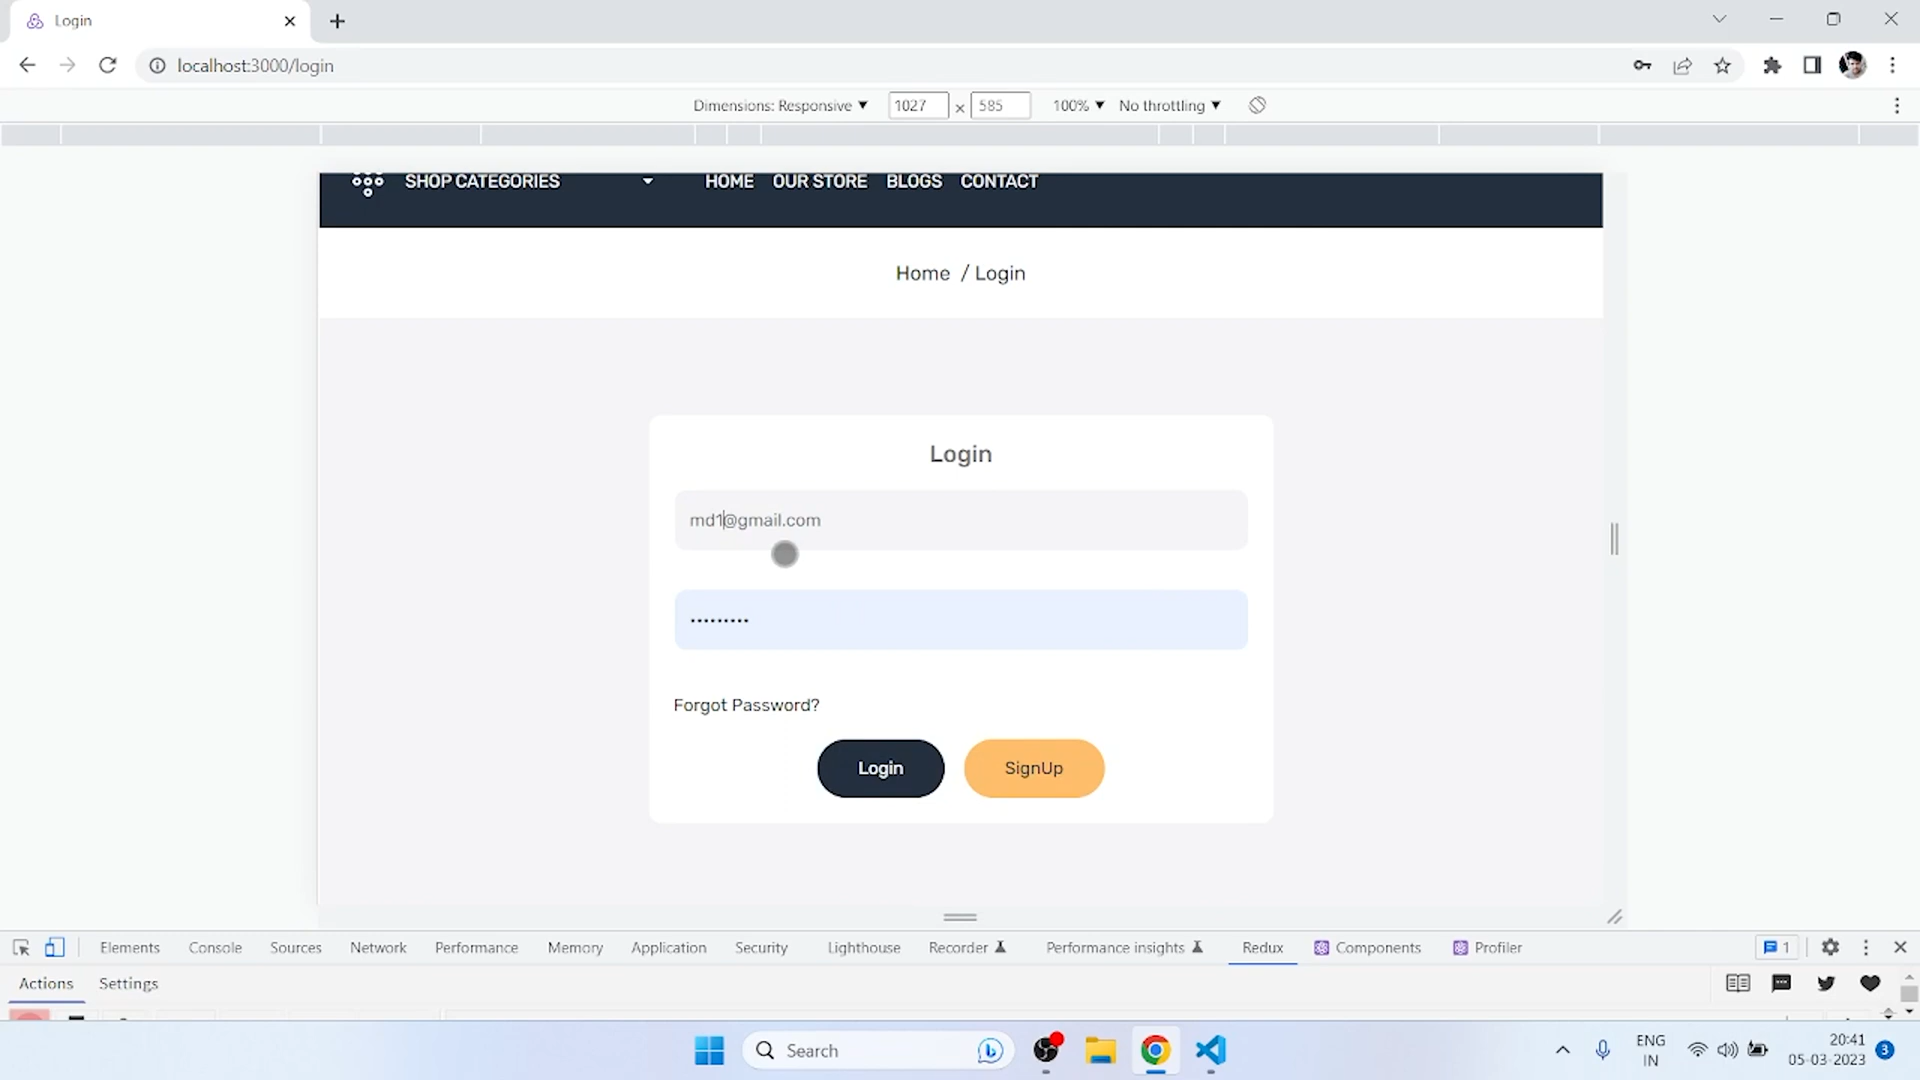 Login
localhost:3000/login
Dimensions: Responsive 1027 × 585 100% No throttling
SHOP CATEGORIES HOME OUR STORE BLOGS CONTACT
Home / Login
Login
md1@gmail.com
•••••••••
Forgot Password?
Login SignUp
Elements Console Sources Network Performance Memory Application Security Lighthouse Recorder Performance insights Redux Components Profiler 1
Actions Settings
Search
ENG
IN
20:41
05-03-2023
3